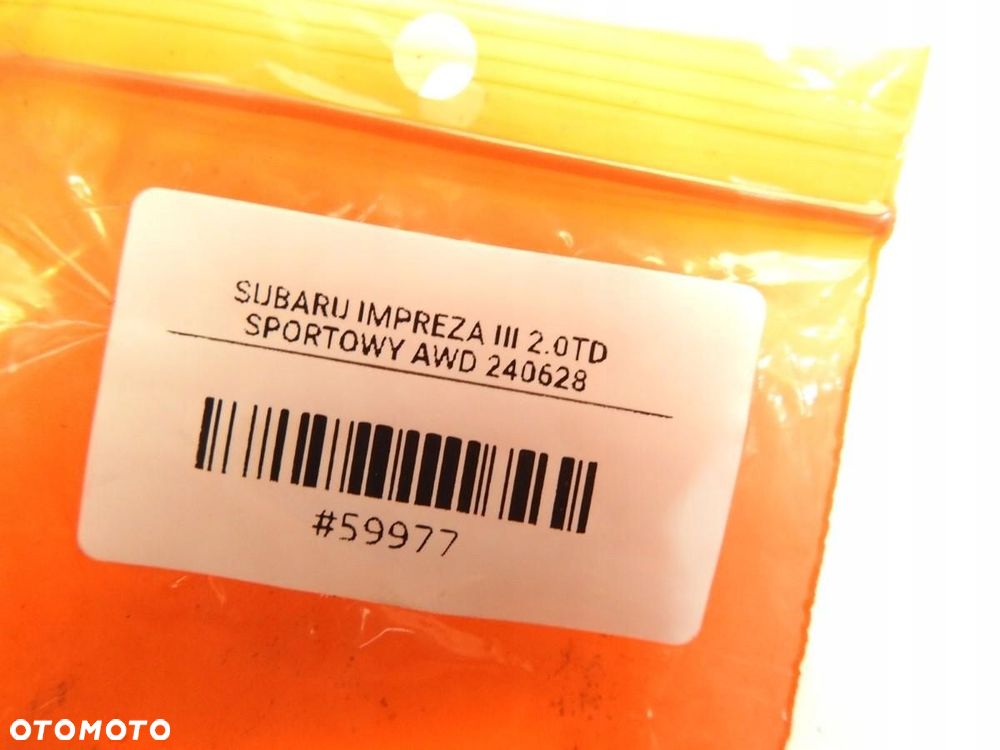 SUBARU IMPREZA III 2.0TD
SPORTOWY AWD 240628
#59977
OTOMOTO